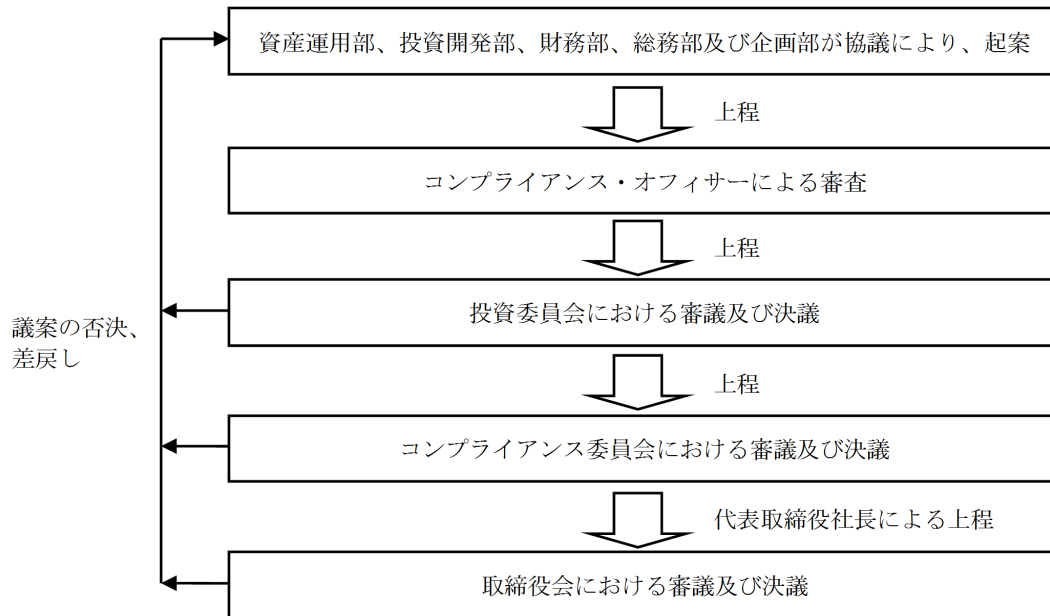 資産運用部、投資開発部、財務部、総務部及び企画部が協議により、起案
上程
コンプライアンス・オフィサーによる審査
上程
投資委員会における審議及び決議
議案の否決、
差戻し
上程
コンプライアンス委員会における審議及び決議
代表取締役社長による上程
取締役会における審議及び決議